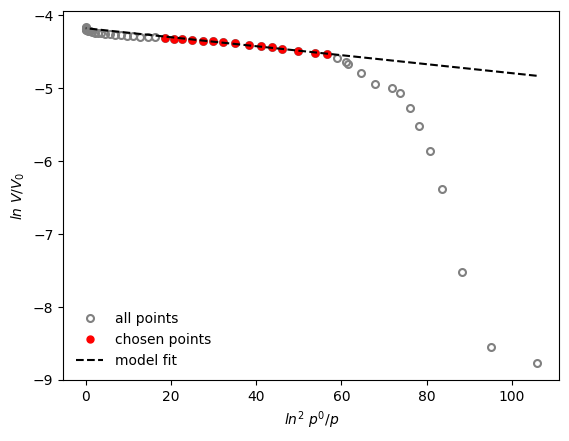 −4
−5
−6
−7
−8
−9
ln V/V₀
all points
chosen points
model fit
0 20 40 60 80 100
ln² p⁰/p